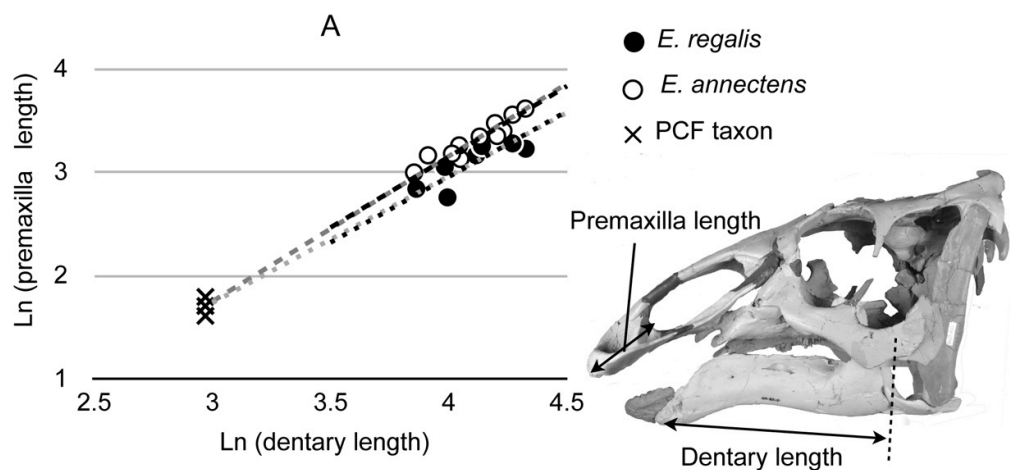 A
Ln (premaxilla length)
4
3
2
1
2.5 3 3.5 4 4.5
Ln (dentary length)
E. regalis
E. annectens
PCF taxon
Premaxilla length
Dentary length